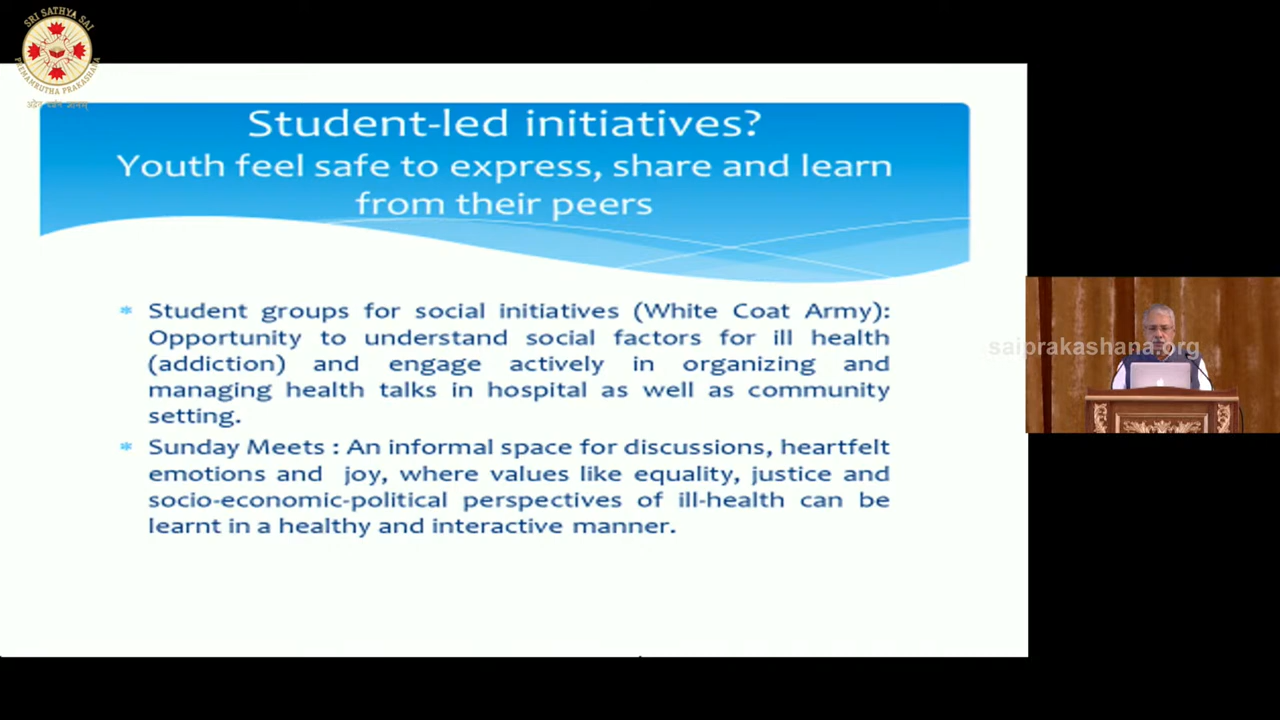 SRI SATHYA SAI
PREMAMRUTHA PRAKASHANA
Student-led initiatives?
Youth feel safe to express, share and learn
from their peers
* Student groups for social initiatives (White Coat Army):
Opportunity to understand social factors for ill health
(addiction) and engage actively in organizing and
managing health talks in hospital as well as community
setting.
* Sunday Meets : An informal space for discussions, heartfelt
emotions and joy, where values like equality, justice and
socio-economic-political perspectives of ill-health can be
learnt in a healthy and interactive manner.
saiprakashana.org